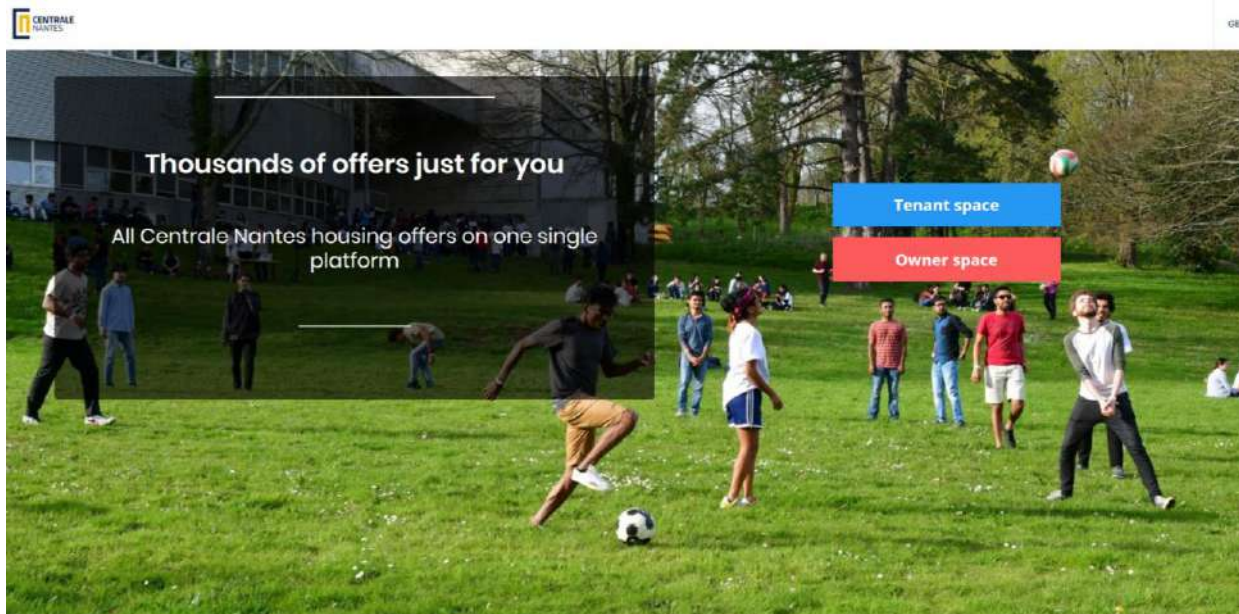 CENTRALE
NANTES
Thousands of offers just for you
All Centrale Nantes housing offers on one single
platform
Tenant space
Owner space